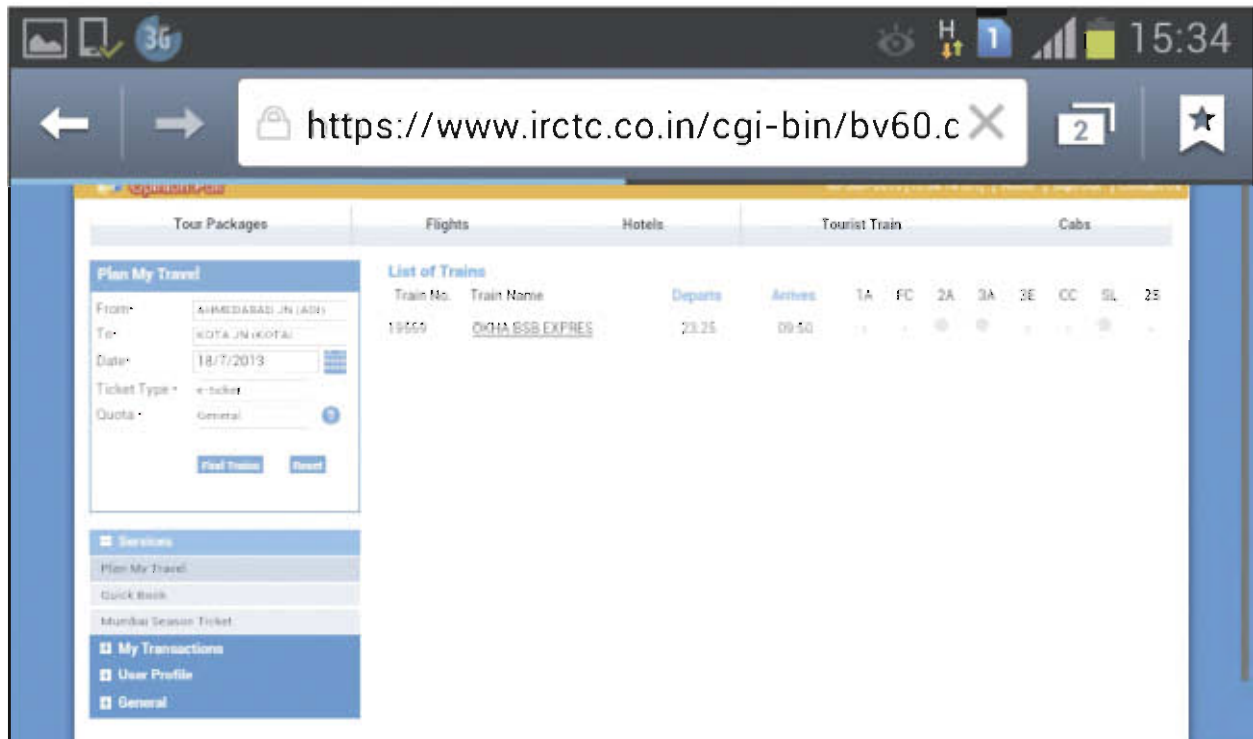 3G
H
1
15:34
https://www.irctc.co.in/cgi-bin/bv60.c
2
Tour Packages Flights Hotels Tourist Train Cabs
Plan My Travel
From* AHMEDABAD JN (ADI)
To* KOTA JN (KOTA)
Date* 18/7/2013
Ticket Type * e-ticket
Quota * General ?
Find Trains Reset
List of Trains
Train No. Train Name Departs Arrives 1A FC 2A 3A 3E CC SL 2S
OKHA BSB EXPRES 23:25 09:50 - - - - -
Services
Plan My Travel
Quick Book
Mumbai Season Ticket
My Transactions
User Profile
General